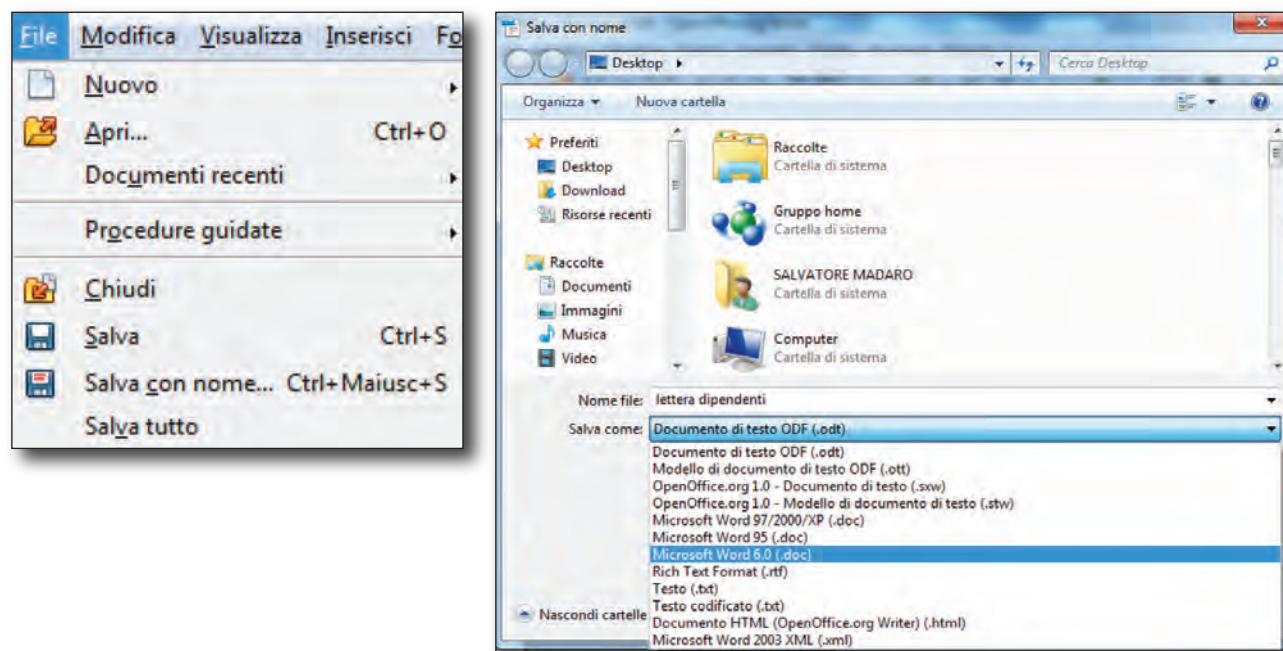 File Modifica Visualizza Inserisci Fo
Nuovo
Apri... Ctrl+O
Documenti recenti
Procedure guidate
Chiudi
Salva Ctrl+S
Salva con nome... Ctrl+Maiusc+S
Salva tutto
Salva con nome
Desktop
Cerca Desktop
Organizza Nuova cartella
Preferiti
Desktop
Download
Risorse recenti
Raccolte
Documenti
Immagini
Musica
Video
Raccolte
Cartella di sistema
Gruppo home
Cartella di sistema
SALVATORE MADARO
Cartella di sistema
Computer
Cartella di sistema
Nome file: lettera dipendenti
Salva come: Documento di testo ODF (.odt)
Documento di testo ODF (.odt)
Modello di documento di testo ODF (.ott)
OpenOffice.org 1.0 - Documento di testo (.sxw)
OpenOffice.org 1.0 - Modello di documento di testo (.stw)
Microsoft Word 97/2000/XP (.doc)
Microsoft Word 95 (.doc)
Microsoft Word 6.0 (.doc)
Rich Text Format (.rtf)
Testo (.txt)
Testo codificato (.txt)
Documento HTML (OpenOffice.org Writer) (.html)
Microsoft Word 2003 XML (.xml)
Nascondi cartelle